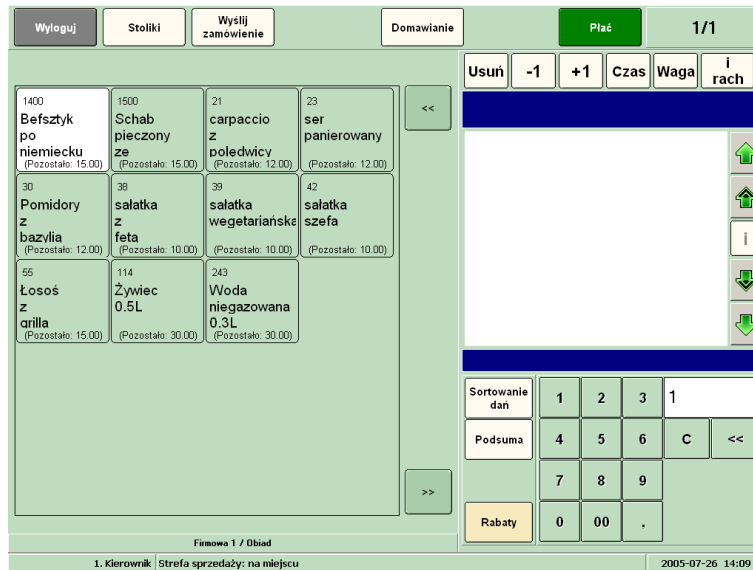 Wyloguj
Stoliki
Wyślij
zamówienie
Domawianie
Płać
1/1
Usuń
-1
+1
Czas
Waga
i
rach
<<
1400
Befsztyk
po
niemiecku
(Pozostało: 15.00)
1500
Schab
pieczony
ze
(Pozostało: 15.00)
21
carpaccio
z
polędwicy
(Pozostało: 12.00)
23
ser
panierowany
(Pozostało: 12.00)
30
Pomidory
z
bazylia
(Pozostało: 12.00)
38
sałatka
z
feta
(Pozostało: 10.00)
39
sałatka
wegetariańska
(Pozostało: 10.00)
42
sałatka
szefa
(Pozostało: 10.00)
55
Łosoś
z
grilla
(Pozostało: 15.00)
114
Żywiec
0.5L
(Pozostało: 30.00)
243
Woda
niegazowana
0.3L
(Pozostało: 30.00)
>>
i
Sortowanie
dań
1
2
3
1
Podsuma
4
5
6
C
<<
7
8
9
Rabaty
0
00
.
Firmowa 1 / Obiad
1. Kierownik
Strefa sprzedaży: na miejscu
2005-07-26 14:09